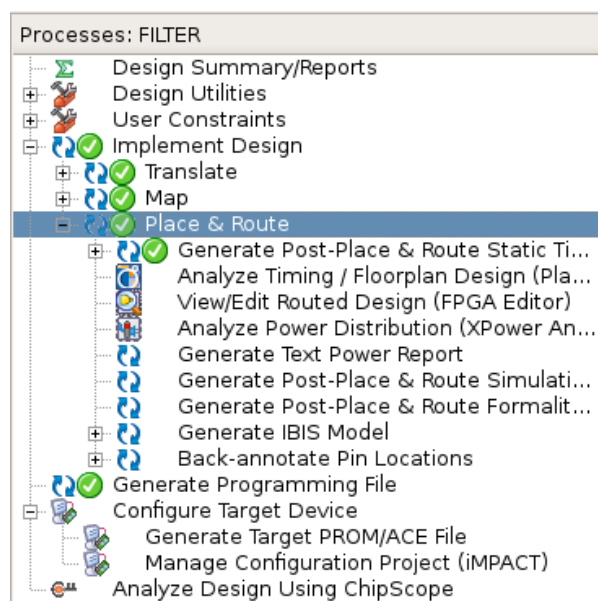 Processes: FILTER
Design Summary/Reports
Design Utilities
User Constraints
Implement Design
Translate
Map
Place & Route
Generate Post-Place & Route Static Ti...
Analyze Timing / Floorplan Design (Pla...
View/Edit Routed Design (FPGA Editor)
Analyze Power Distribution (XPower An...
Generate Text Power Report
Generate Post-Place & Route Simulati...
Generate Post-Place & Route Formalit...
Generate IBIS Model
Back-annotate Pin Locations
Generate Programming File
Configure Target Device
Generate Target PROM/ACE File
Manage Configuration Project (iMPACT)
Analyze Design Using ChipScope